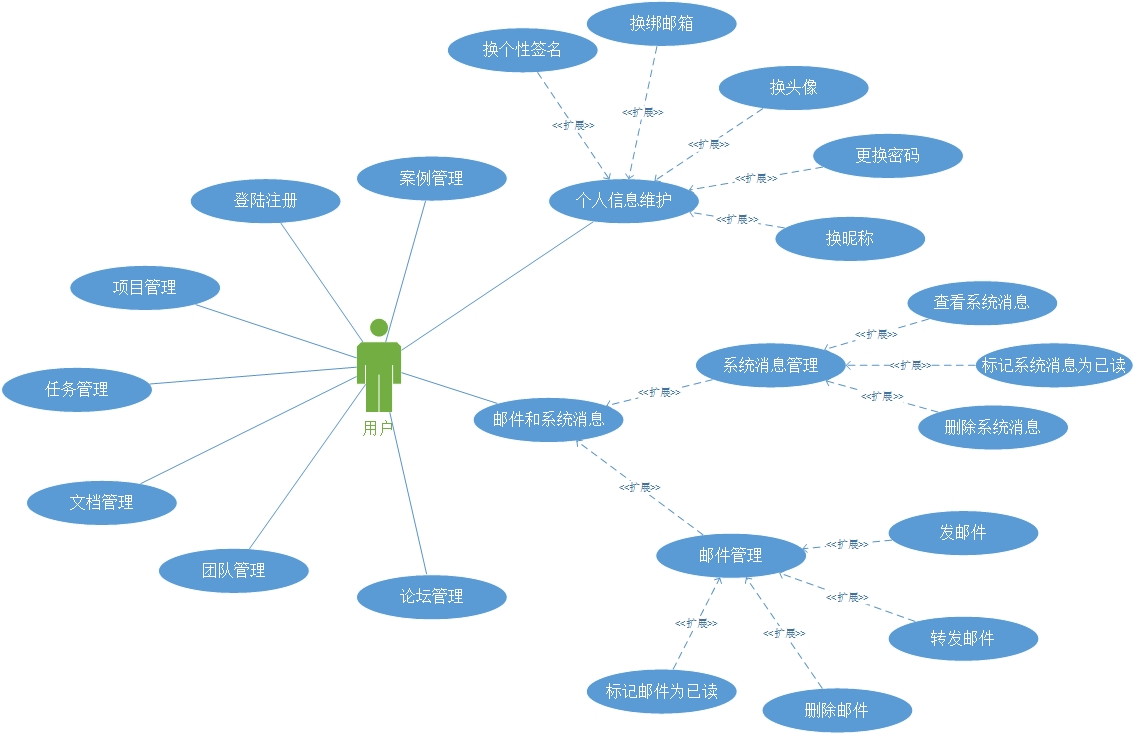 换绑邮箱
换个性签名
换头像
<<扩展>>
<<扩展>>
<<扩展>>
更换密码
案例管理
<<扩展>>
登陆注册
个人信息维护
<<扩展>>
换昵称
项目管理
查看系统消息
<<扩展>>
系统消息管理
<<扩展>>
标记系统消息为已读
任务管理
<<扩展>>
<<扩展>>
邮件和系统消息
用户
删除系统消息
<<扩展>>
文档管理
发邮件
<<扩展>>
邮件管理
团队管理
论坛管理
<<扩展>>
<<扩展>>
<<扩展>>
转发邮件
标记邮件为已读
删除邮件